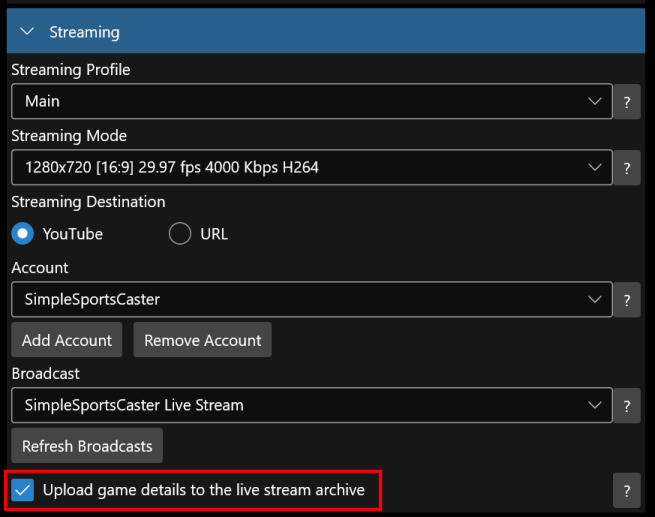 Streaming
Streaming Profile
Main
?
Streaming Mode
1280x720 [16:9] 29.97 fps 4000 Kbps H264
?
Streaming Destination
YouTube URL
Account
SimpleSportsCaster
?
Add Account Remove Account
Broadcast
SimpleSportsCaster Live Stream
?
Refresh Broadcasts
Upload game details to the live stream archive
?